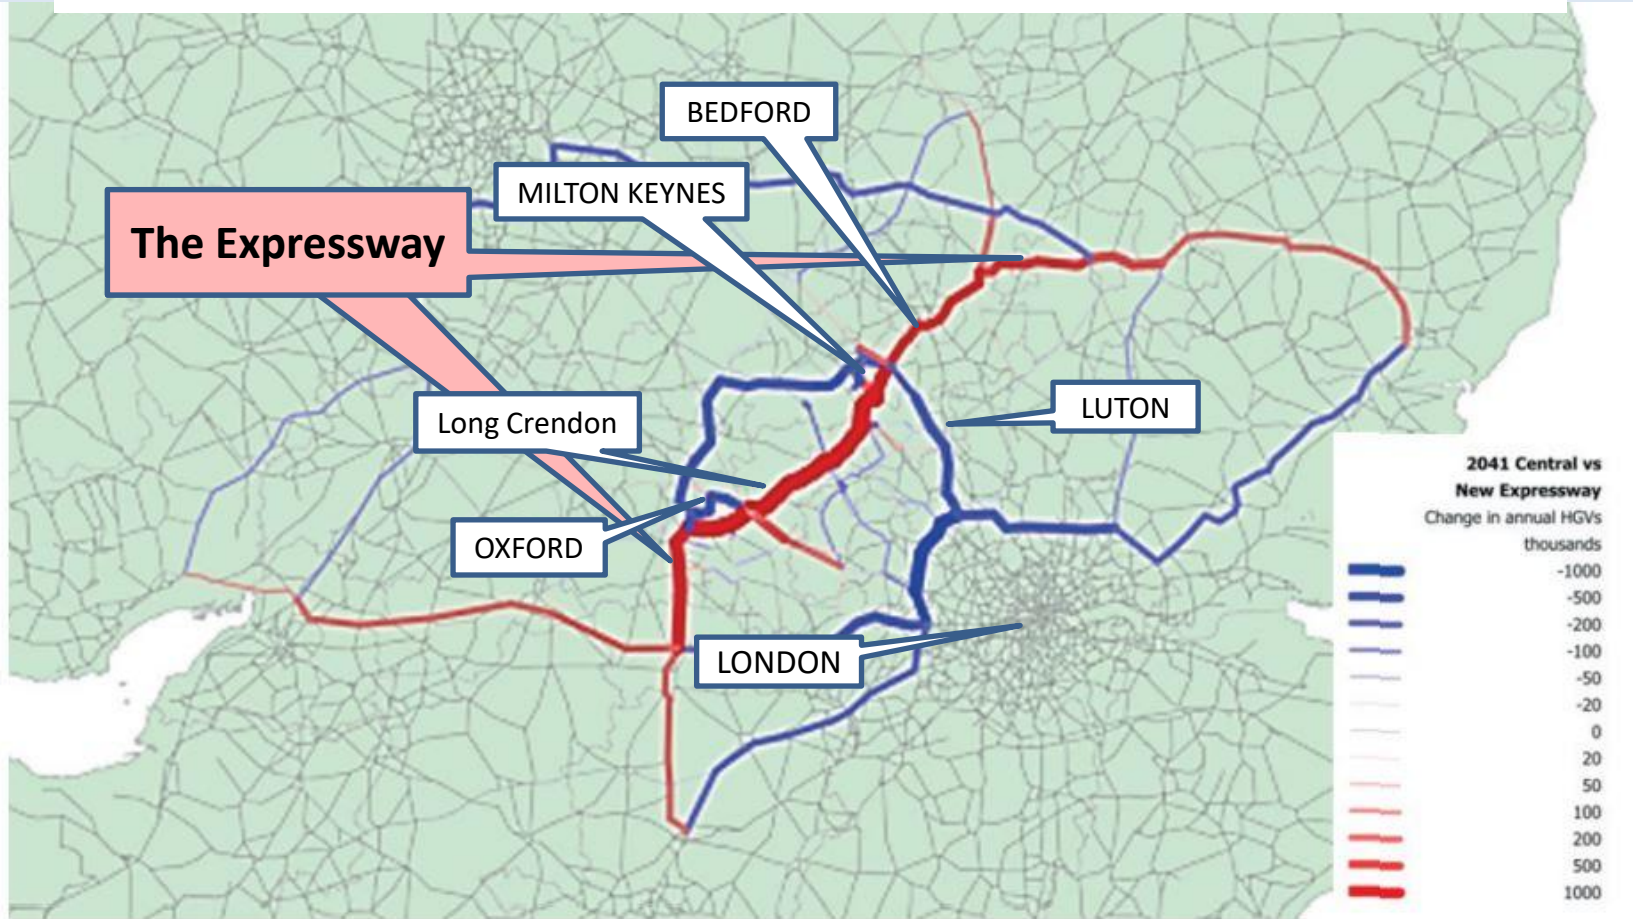 BEDFORD
MILTON KEYNES
The Expressway
LUTON
Long Crendon
OXFORD
LONDON
2041 Central vs
New Expressway
Change in annual HGVs
thousands
-1000
-500
-200
-100
-50
-20
0
20
50
100
200
500
1000